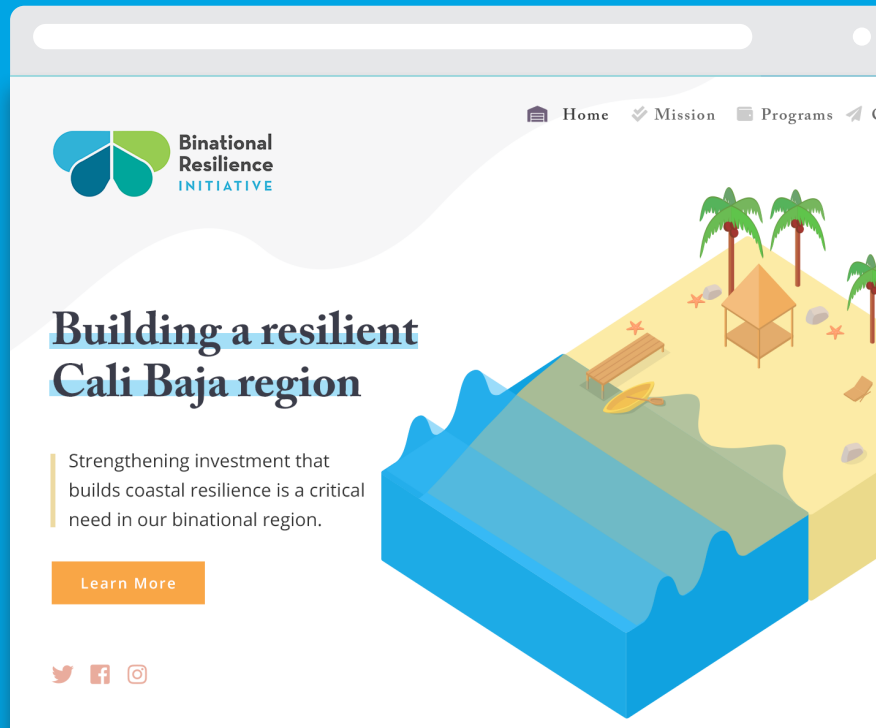 Home Mission Programs
Binational
Resilience
INITIATIVE
Building a resilient
Cali Baja region
Strengthening investment that
builds coastal resilience is a critical
need in our binational region.
Learn More